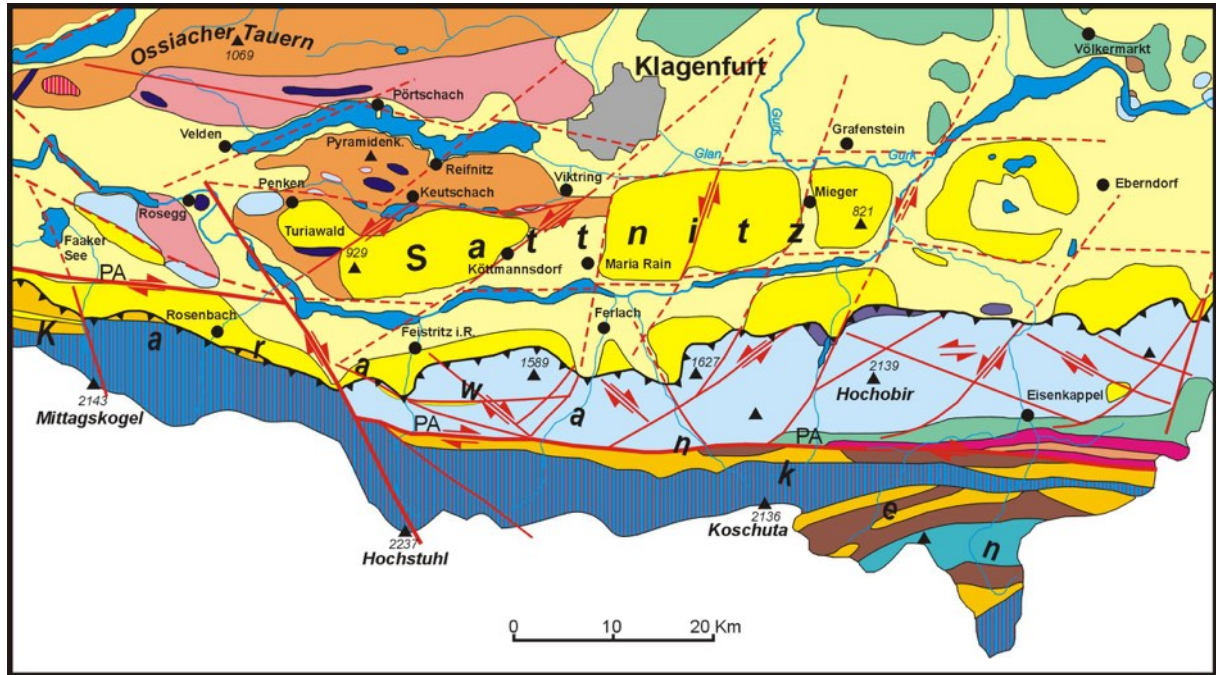 Ossiacher Tauern
1069
Klagenfurt
Völkermarkt
Pörtschach
Velden
Pyramidenk.
Reifnitz
Gurk
Grafenstein
Glan
Gurk
Penken
Keutschach
Viktring
Mieger
Eberndorf
Rosegg
Turiawald
821
Faaker
See
929
Sattnitz
Köttmannsdorf
Maria Rain
PA
Rosenbach
Feistritz i.R.
Ferlach
Karawanken
1589
1627
2139
Hochobir
2143
Mittagskogel
Eisenkappel
PA
PA
2237
Hochstuhl
2136
Koschuta
0 10 20 Km